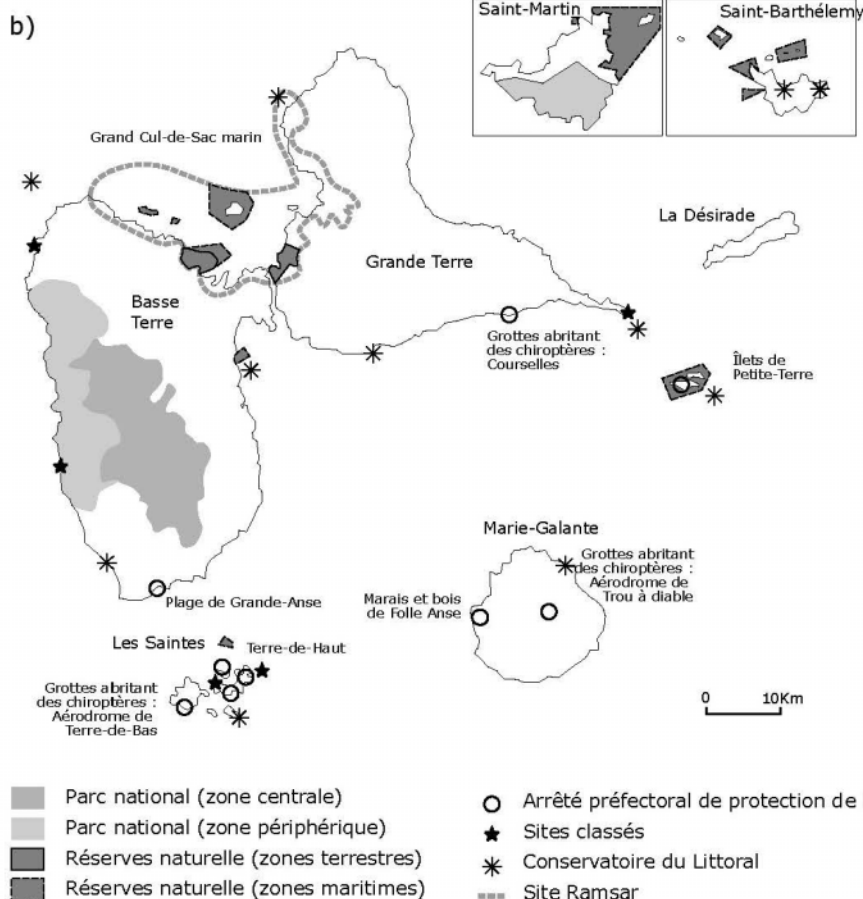 b)
Saint-Martin
Saint-Barthélemy
Grand Cul-de-Sac marin
La Désirade
Grande Terre
Basse
Terre
Grottes abritant
des chiroptères :
Courselles
Îlets de
Petite-Terre
Marie-Galante
Grottes abritant
des chiroptères :
Aérodrome de
Trou à diable
Marais et bois
de Folle Anse
Plage de Grande-Anse
Les Saintes
Terre-de-Haut
Grottes abritant
des chiroptères :
Aérodrome de
Terre-de-Bas
0 10Km
Parc national (zone centrale)
Parc national (zone périphérique)
Réserves naturelle (zones terrestres)
Réserves naturelle (zones maritimes)
Arrêté préfectoral de protection de
Sites classés
Conservatoire du Littoral
Site Ramsar